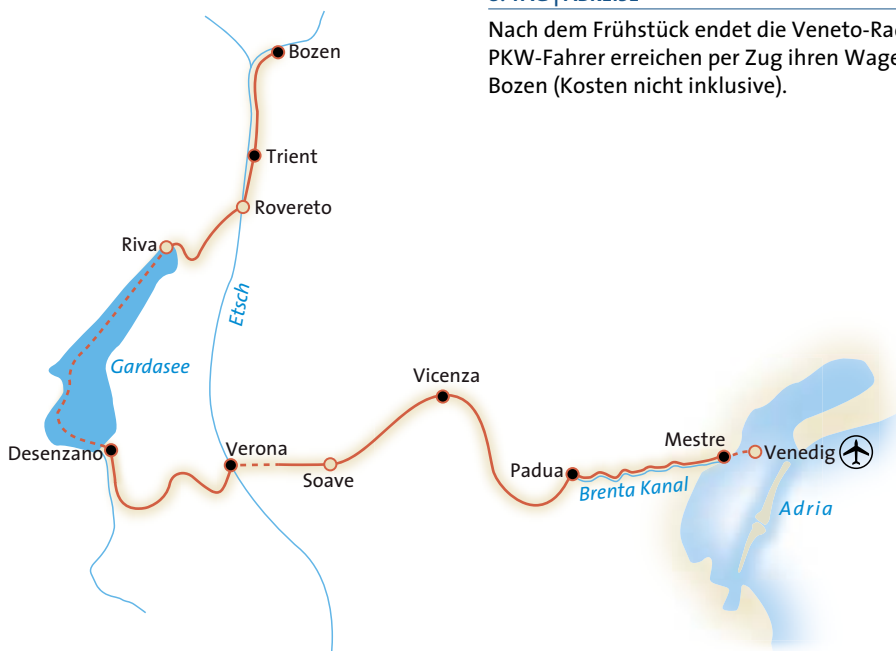 Nach dem Frühstück endet die Veneto-Ra
PKW-Fahrer erreichen per Zug ihren Wage
Bozen (Kosten nicht inklusive).
Bozen
Trient
Rovereto
Riva
Etsch
Gardasee
Vicenza
Desenzano
Verona
Soave
Padua
Mestre
Venedig
Brenta Kanal
Adria